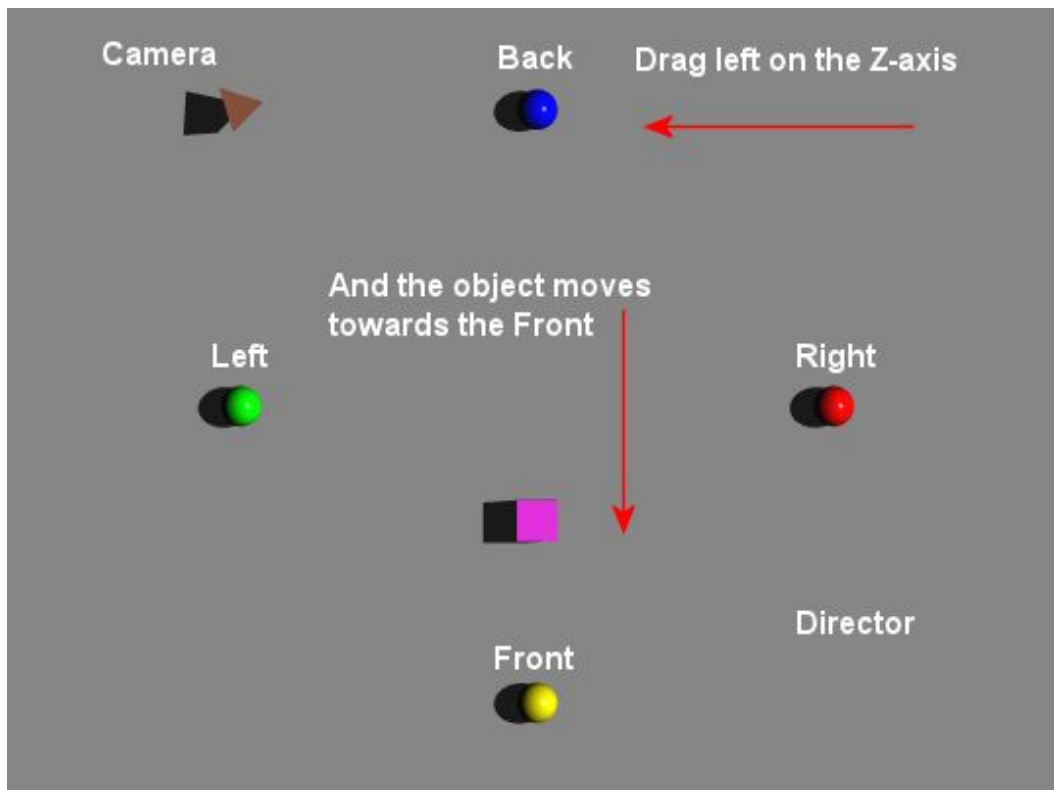 Camera
Back
Drag left on the Z-axis
And the object moves
towards the Front
Left
Right
Director
Front